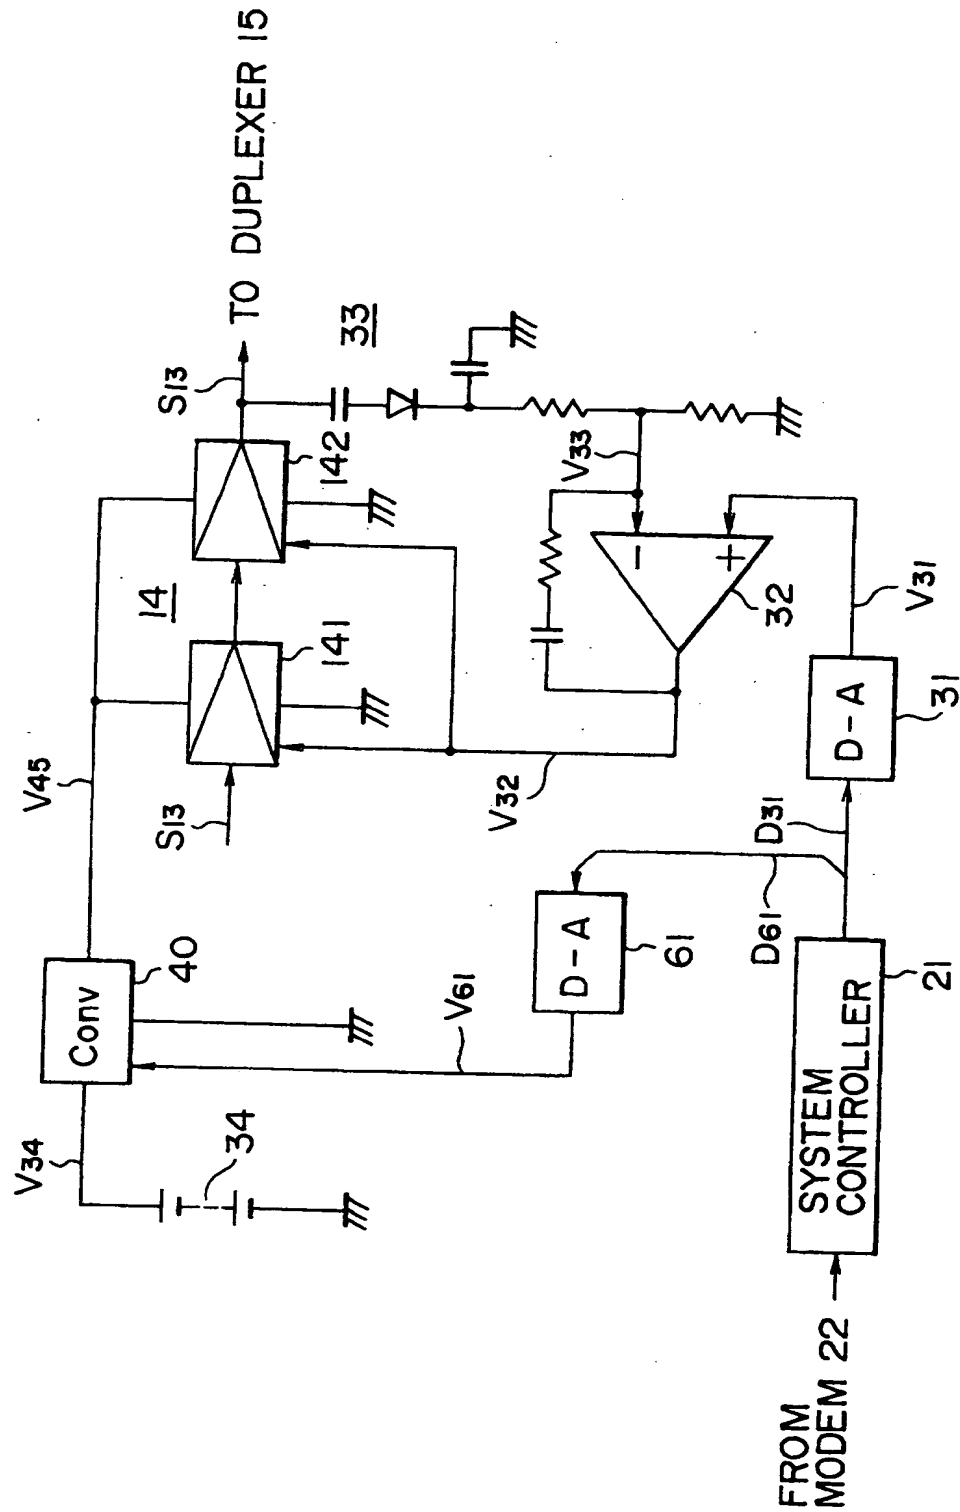 V34
34
Conv
40
V45
S13
14
141
142
S13
TO DUPLEXER 15
33
V61
D-A
61
V32
-
+
32
V33
FROM
MODEM 22
SYSTEM
CONTROLLER
21
D61
D31
D-A
31
V31